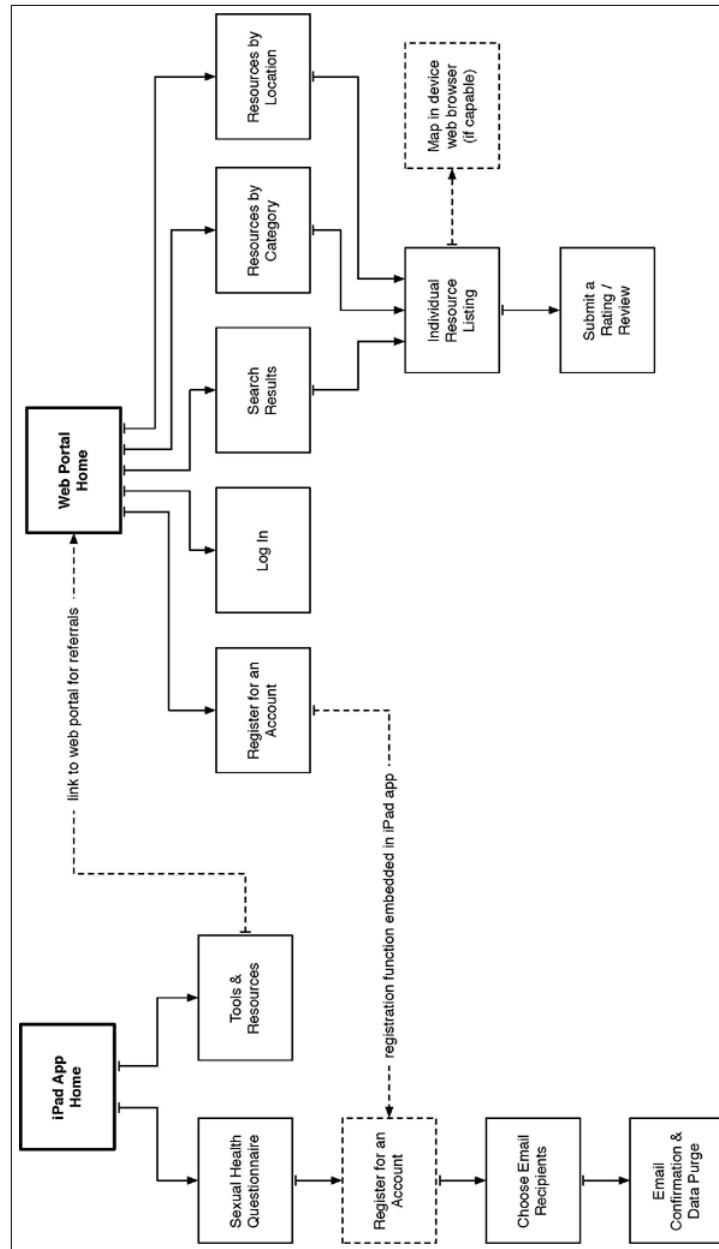 iPad App
Home
Web Portal
Home
link to web portal for referrals
Sexual Health
Questionnaire
Tools &
Resources
Register for an
Account
Log In
Search
Results
Resources by
Category
Resources by
Location
registration function embedded in iPad app
Register for an
Account
Individual
Resource
Listing
Map in device
web browser
(if capable)
Choose Email
Recipients
Submit a
Rating /
Review
Email
Confirmation &
Data Purge